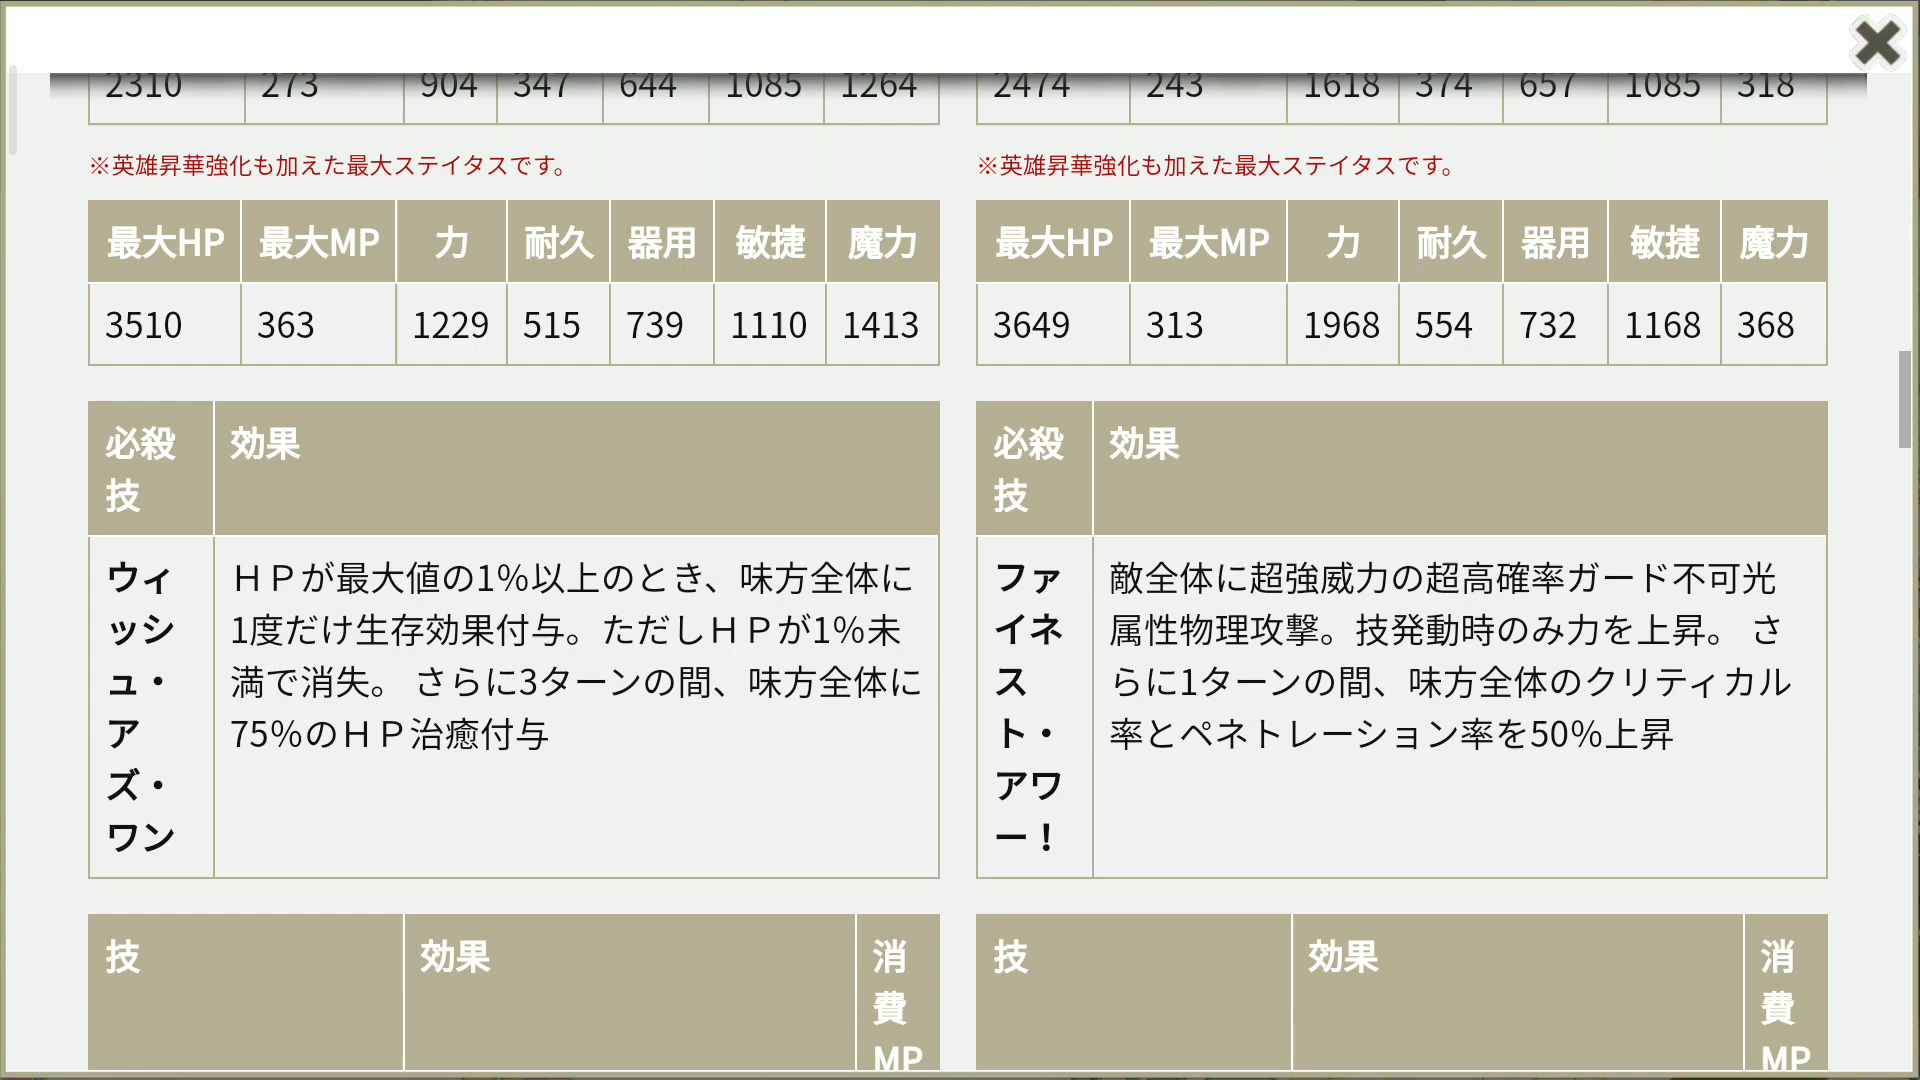 2310 273 904 347 644 1085 1264
※英雄昇華強化も加えた最大ステイタスです。
最大HP 最大MP 力 耐久 器用 敏捷 魔力
3510 363 1229 515 739 1110 1413
必殺 効果
技
ウィ ＨＰが最大値の1%以上のとき、味方全体に
ッシ 1度だけ生存効果付与。ただしＨＰが1%未
ュ・ 満で消失。 さらに3ターンの間、味方全体に
ア 75%のＨＰ治癒付与
ズ・
ワン
技 効果 消
費
MP
2474 243 1618 374 657 1085 318
※英雄昇華強化も加えた最大ステイタスです。
最大HP 最大MP 力 耐久 器用 敏捷 魔力
3649 313 1968 554 732 1168 368
必殺 効果
技
ファ 敵全体に超強威力の超高確率ガード不可光
イネ 属性物理攻撃。技発動時のみ力を上昇。 さ
ス らに1ターンの間、味方全体のクリティカル
ト・ 率とペネトレーション率を50%上昇
アワ
ー！
技 効果 消
費
MP